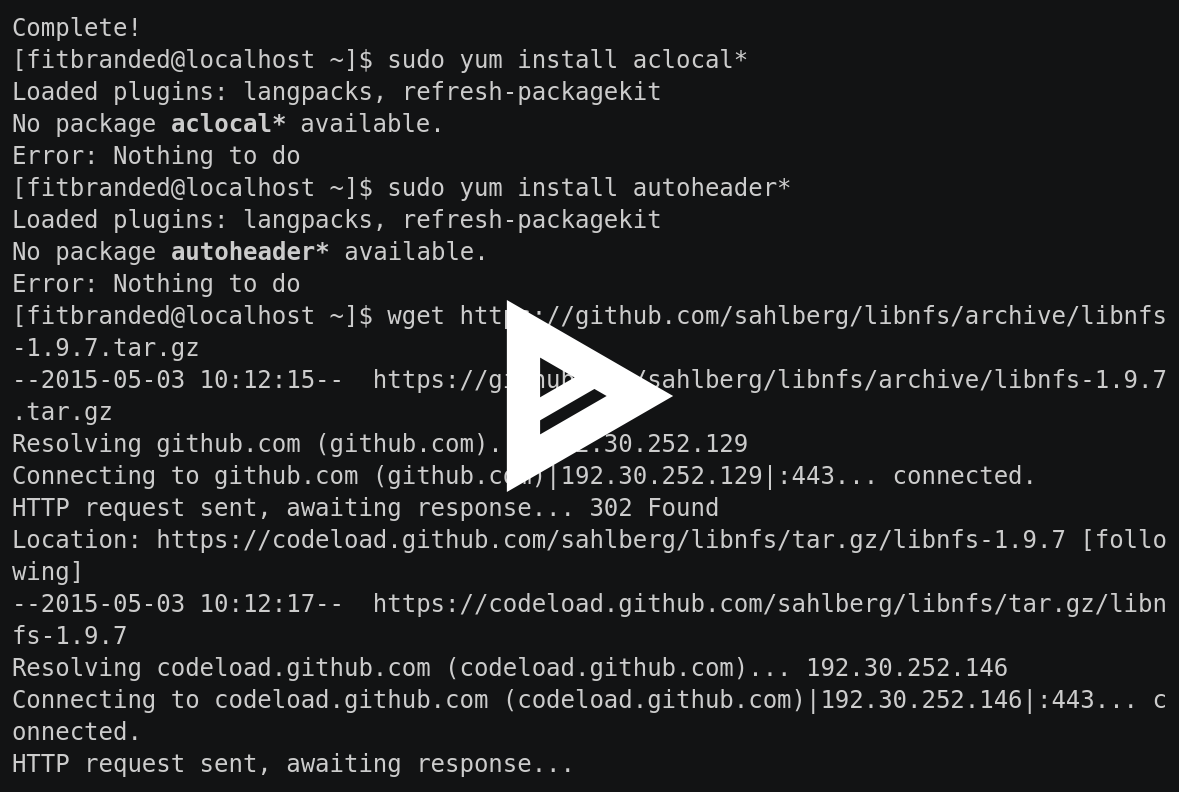 Complete!
[fitbranded@localhost ~]$ sudo yum install aclocal*
Loaded plugins: langpacks, refresh-packagekit
No package aclocal* available.
Error: Nothing to do
[fitbranded@localhost ~]$ sudo yum install autoheader*
Loaded plugins: langpacks, refresh-packagekit
No package autoheader* available.
Error: Nothing to do
[fitbranded@localhost ~]$ wget https://github.com/sahlberg/libnfs/archive/libnfs
-1.9.7.tar.gz
--2015-05-03 10:12:15--  https://github.com/sahlberg/libnfs/archive/libnfs-1.9.7
.tar.gz
Resolving github.com (github.com)... 192.30.252.129
Connecting to github.com (github.com)|192.30.252.129|:443... connected.
HTTP request sent, awaiting response... 302 Found
Location: https://codeload.github.com/sahlberg/libnfs/tar.gz/libnfs-1.9.7 [follo
wing]
--2015-05-03 10:12:17--  https://codeload.github.com/sahlberg/libnfs/tar.gz/libn
fs-1.9.7
Resolving codeload.github.com (codeload.github.com)... 192.30.252.146
Connecting to codeload.github.com (codeload.github.com)|192.30.252.146|:443... c
onnected.
HTTP request sent, awaiting response...